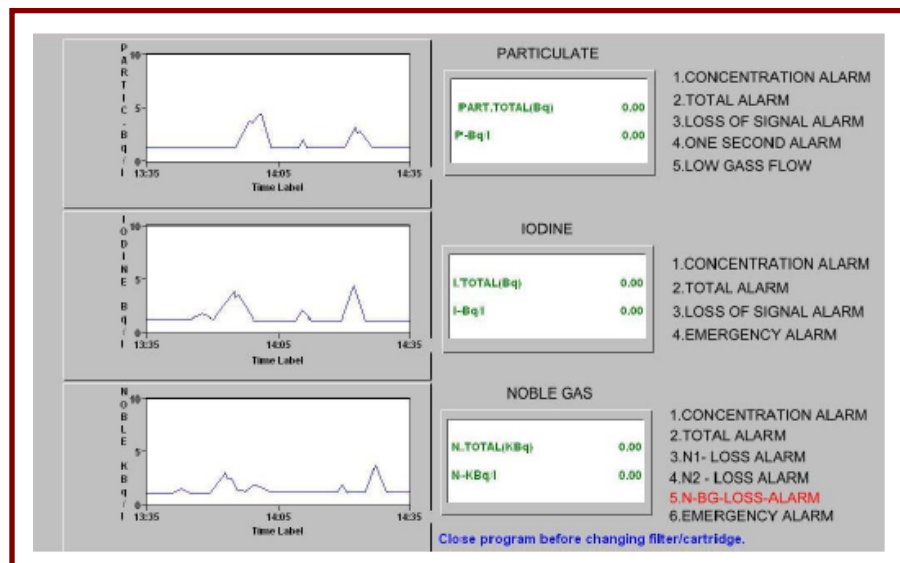 PARTIC-Bq/l
10
5
0
13:35 14:05 14:35
Time Label
PARTICULATE
PART.TOTAL(Bq) 0.00
P-Bq/l 0.00
1.CONCENTRATION ALARM
2.TOTAL ALARM
3.LOSS OF SIGNAL ALARM
4.ONE SECOND ALARM
5.LOW GASS FLOW
IODINE Bq/l
10
5
0
13:35 14:05 14:35
Time Label
IODINE
I.TOTAL(Bq) 0.00
I-Bq/l 0.00
1.CONCENTRATION ALARM
2.TOTAL ALARM
3.LOSS OF SIGNAL ALARM
4.EMERGENCY ALARM
NOBLE KBq/l
10
5
0
13:35 14:05 14:35
Time Label
NOBLE GAS
N.TOTAL(KBq) 0.00
N-KBq/l 0.00
1.CONCENTRATION ALARM
2.TOTAL ALARM
3.N1- LOSS ALARM
4.N2 - LOSS ALARM
5.N-BG-LOSS-ALARM
6.EMERGENCY ALARM
Close program before changing filter/cartridge.